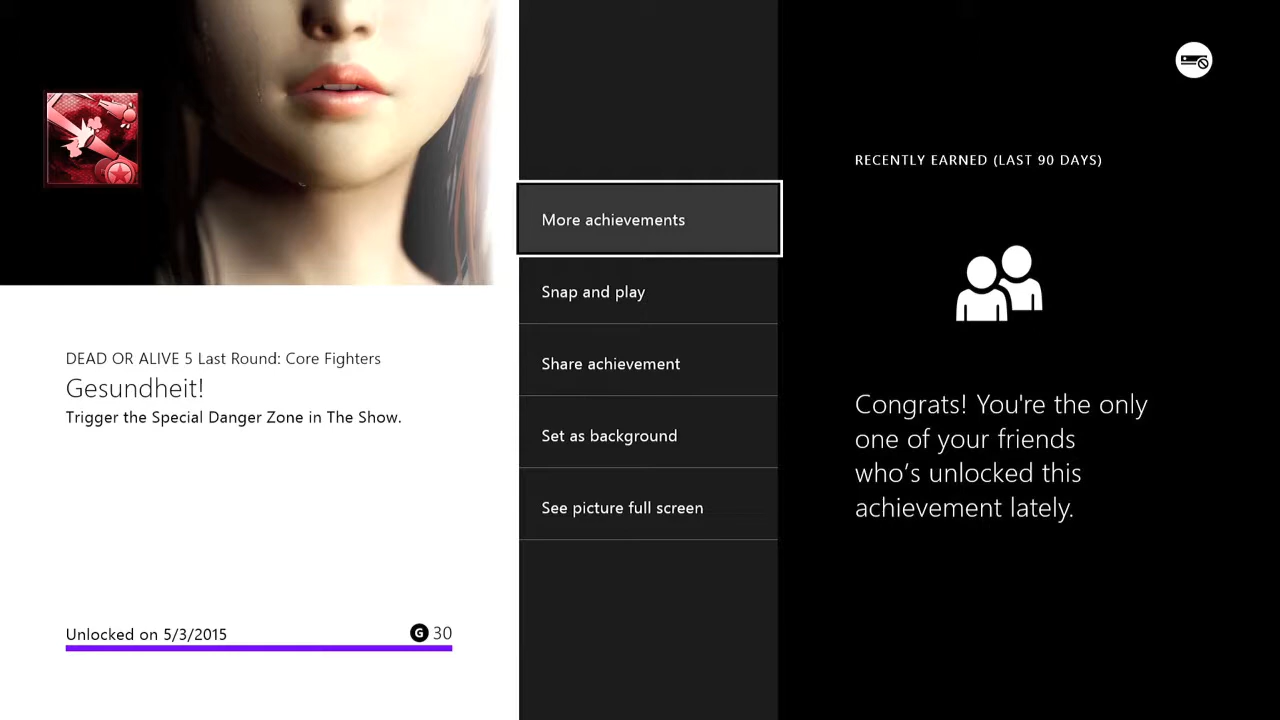 DEAD OR ALIVE 5 Last Round: Core Fighters
Gesundheit!
Trigger the Special Danger Zone in The Show.
Unlocked on 5/3/2015
G 30
More achievements
Snap and play
Share achievement
Set as background
See picture full screen
RECENTLY EARNED (LAST 90 DAYS)
Congrats! You're the only
one of your friends
who’s unlocked this
achievement lately.